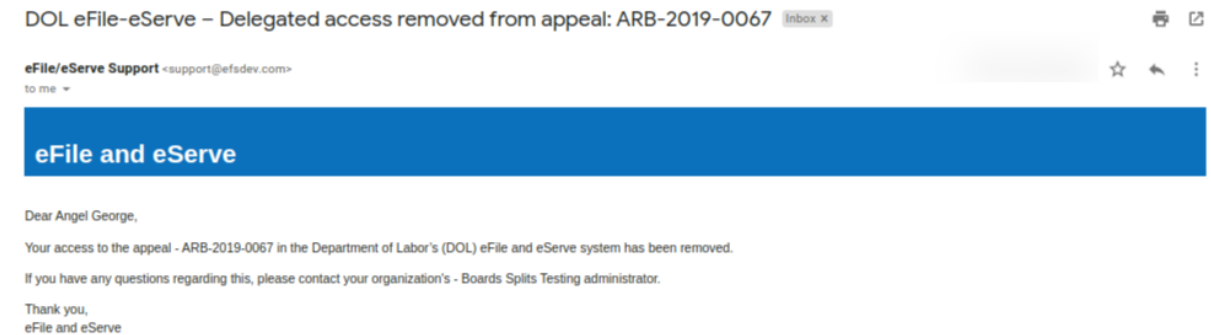 DOL eFile-eServe – Delegated access removed from appeal: ARB-2019-0067 Inbox ×
eFile/eServe Support <support@efsdev.com>
to me
eFile and eServe
Dear Angel George,
Your access to the appeal - ARB-2019-0067 in the Department of Labor's (DOL) eFile and eServe system has been removed.
If you have any questions regarding this, please contact your organization's - Boards Splits Testing administrator.
Thank you,
eFile and eServe